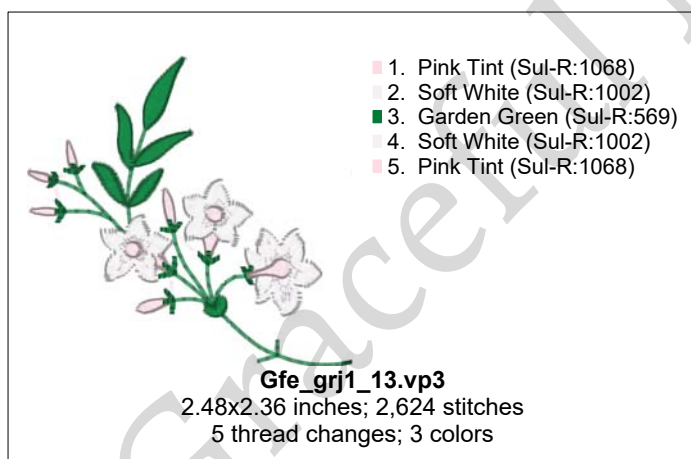 1. Pink Tint (Sul-R:1068)
2. Soft White (Sul-R:1002)
3. Garden Green (Sul-R:569)
4. Soft White (Sul-R:1002)
5. Pink Tint (Sul-R:1068)
Gfe_grj1_13.vp3
2.48x2.36 inches; 2,624 stitches
5 thread changes; 3 colors
Graceful